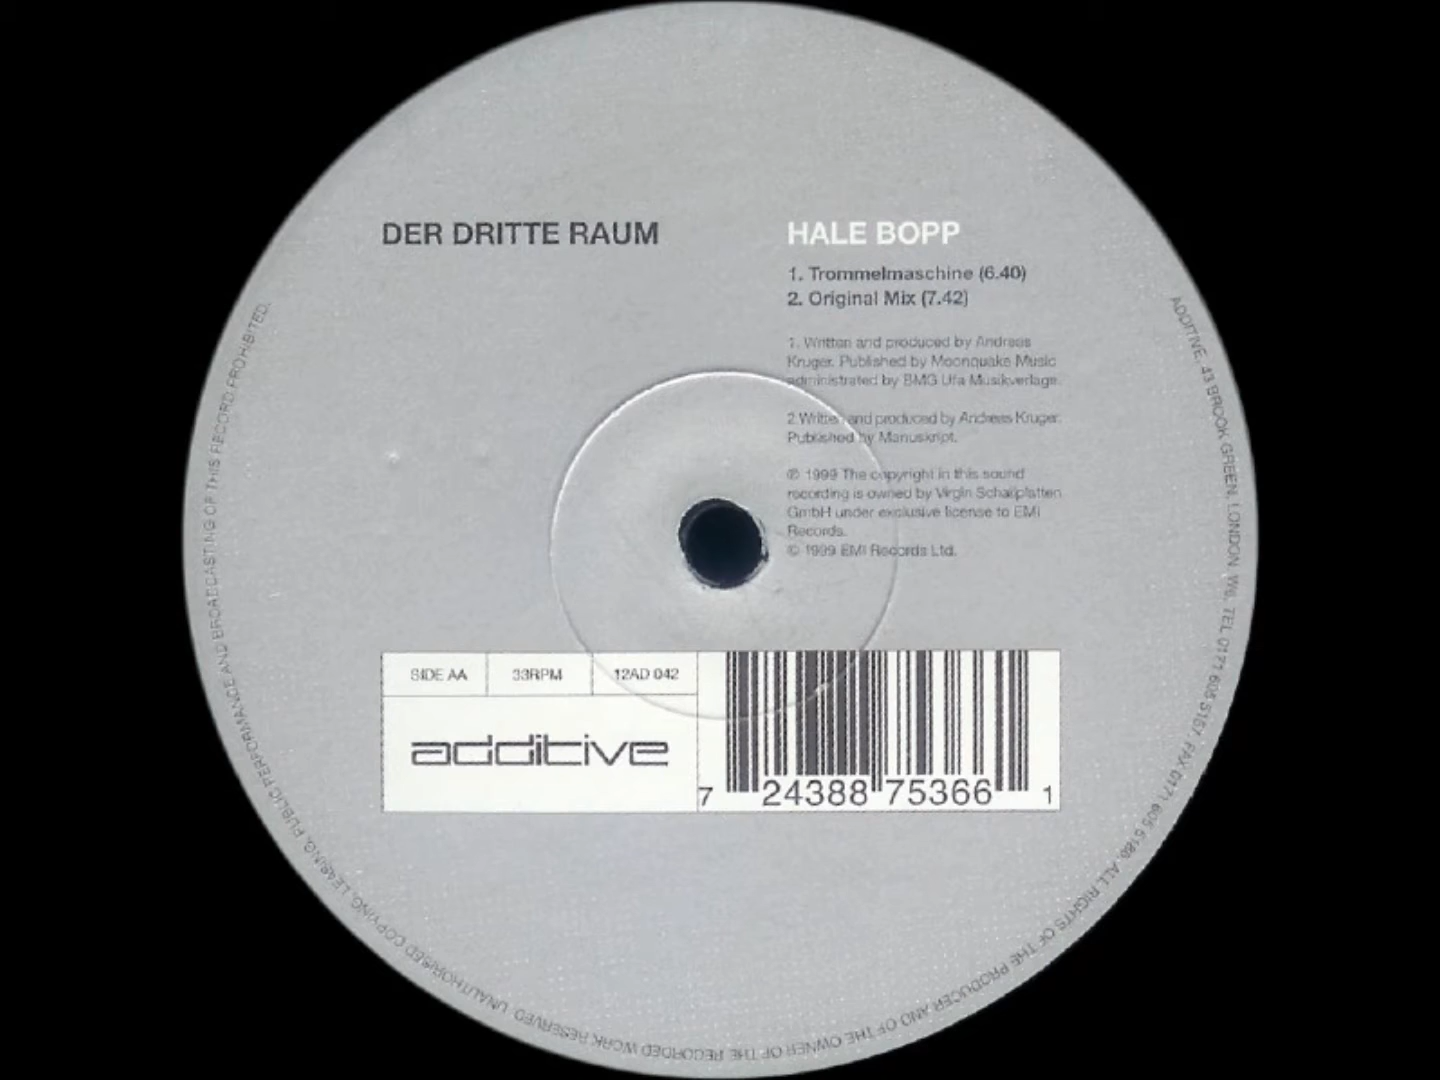 DER DRITTE RAUM
HALE BOPP
1. Trommelmaschine (6.40)
2. Original Mix (7.42)
1. Written and produced by Andreas
Kruger. Published by Moonquake Music
administrated by BMG Ufa Musikverlage.
2 Written and produced by Andreas Kruger.
Published by Manuskript.
℗ 1999 The copyright in this sound
recording is owned by Virgin Schallplatten
GmbH under exclusive license to EMI
Records.
© 1999 EMI Records Ltd.
SIDE AA
33RPM
12AD 042
additive
7 24388 75366 1
ADDITIVE, 43 BROOK GREEN, LONDON W6. TEL 0171 605 5157. FAX 0171 605 5186. ALL RIGHTS OF THE PRODUCER AND OF THE OWNER OF THE RECORDED WORK RESERVED. UNAUTHORISED COPYING, LEASING, PUBLIC PERFORMANCE AND BROADCASTING OF THIS RECORD PROHIBITED.